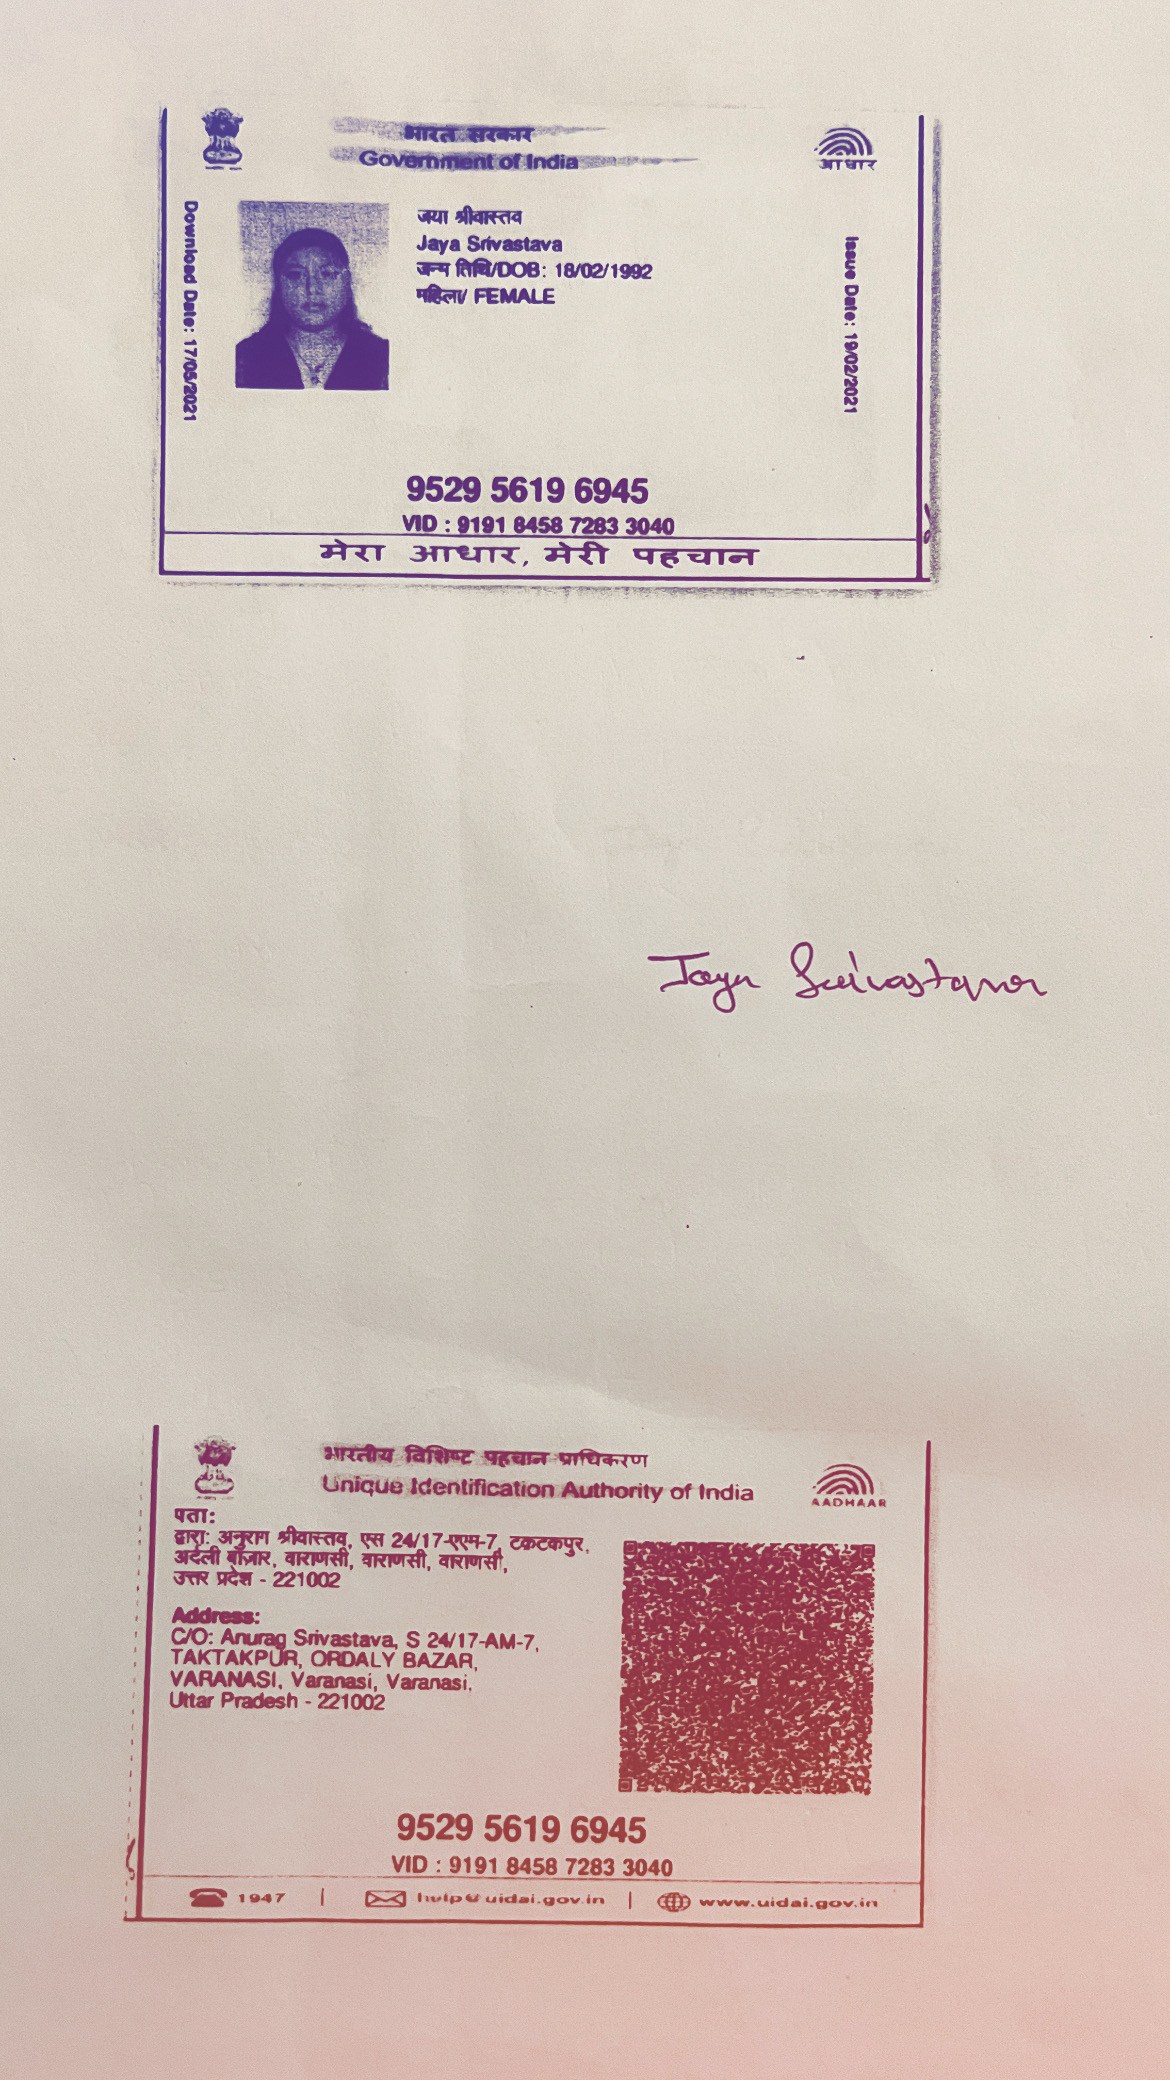 भारत सरकार
Government of India
आधार
Download Date: 17/05/2021
जया श्रीवास्तव
Jaya Srivastava
जन्म तिथि/DOB: 18/02/1992
महिला/ FEMALE
Issue Date: 19/02/2021
9529 5619 6945
VID : 9191 8458 7283 3040
मेरा आधार, मेरी पहचान
Jaya Srivastava
भारतीय विशिष्ट पहचान प्राधिकरण
Unique Identification Authority of India
AADHAAR
पता:
द्वारा: अनुराग श्रीवास्तव, एस 24/17-एएम-7, टकटकपुर,
अर्दली बाज़ार, वाराणसी, वाराणसी, वाराणसी,
उत्तर प्रदेश - 221002
Address:
C/O: Anurag Srivastava, S 24/17-AM-7,
TAKTAKPUR, ORDALY BAZAR,
VARANASI, Varanasi, Varanasi,
Uttar Pradesh - 221002
9529 5619 6945
VID : 9191 8458 7283 3040
1947 | help@uidai.gov.in | www.uidai.gov.in